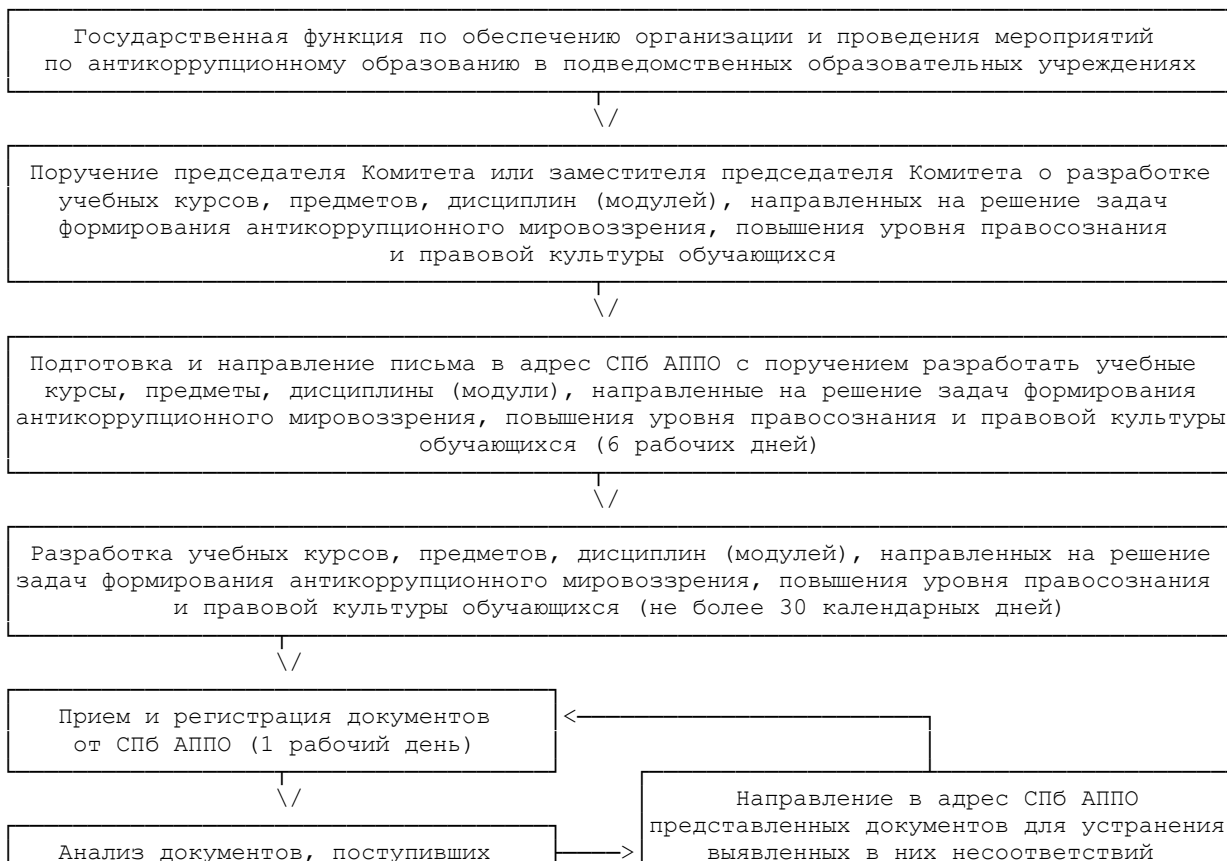 Государственная функция по обеспечению организации и проведения мероприятий
по антикоррупционному образованию в подведомственных образовательных учреждениях
Поручение председателя Комитета или заместителя председателя Комитета о разработке
учебных курсов, предметов, дисциплин (модулей), направленных на решение задач
формирования антикоррупционного мировоззрения, повышения уровня правосознания
и правовой культуры обучающихся
Подготовка и направление письма в адрес СПб АППО с поручением разработать учебные
курсы, предметы, дисциплины (модули), направленные на решение задач формирования
антикоррупционного мировоззрения, повышения уровня правосознания и правовой культуры
обучающихся (6 рабочих дней)
Разработка учебных курсов, предметов, дисциплин (модулей), направленных на решение
задач формирования антикоррупционного мировоззрения, повышения уровня правосознания
и правовой культуры обучающихся (не более 30 календарных дней)
Прием и регистрация документов
от СПб АППО (1 рабочий день)
Направление в адрес СПб АППО
представленных документов для устранения
выявленных в них несоответствий
Анализ документов, поступивших